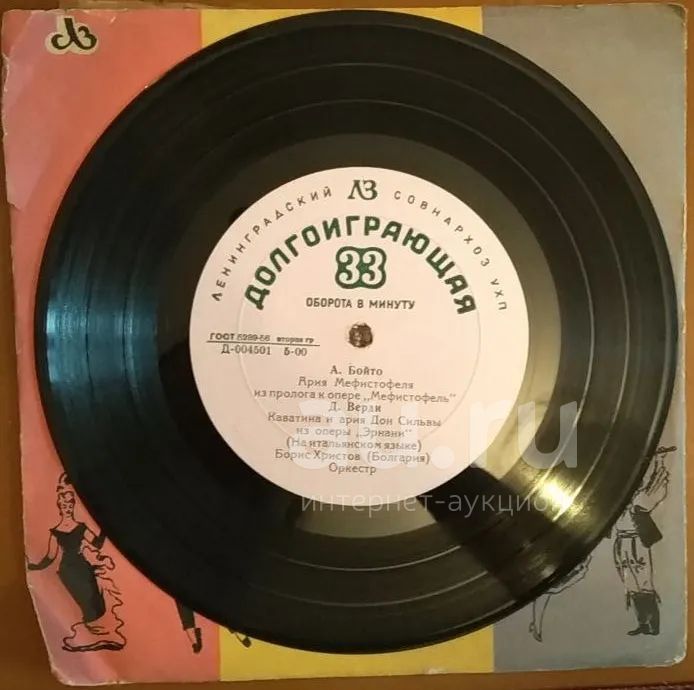 ЛЗ
ЛЕНИНГРАДСКИЙ ЛЗ СОВНАРХОЗ УХП
ДОЛГОИГРАЮЩАЯ
33
ОБОРОТА В МИНУТУ
ГОСТ 5289-56 вторая гр
Д-004501 5-00
А. Бойто
Ария Мефистофеля
из пролога к опере „Мефистофель"
Д. Верди
Каватина и ария Дон Сильвы
из оперы „Эрнани"
(На итальянском языке)
Борис Христов (Болгария)
Оркестр
au.ru
интернет-аукцион